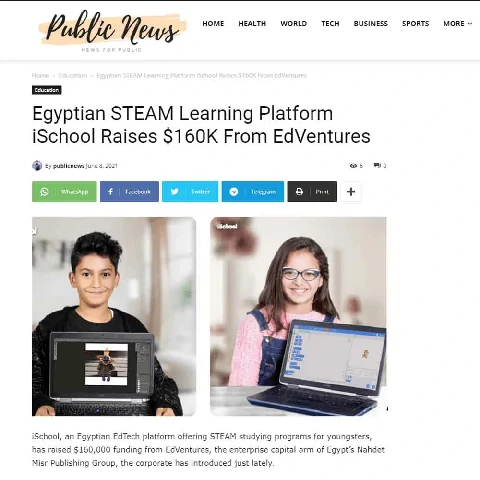 Public News
NEWS FOR PUBLIC
HOME HEALTH WORLD TECH BUSINESS SPORTS MORE
Home Education Egyptian STEAM Learning Platform iSchool Raises $160K From EdVentures
Education
Egyptian STEAM Learning Platform
iSchool Raises $160K From EdVentures
By publicnews June 8, 2021 6 0
WhatsApp Facebook Twitter Telegram Print +
iSchool
iSchool, an Egyptian EdTech platform offering STEAM studying programs for youngsters,
has raised $160,000 funding from EdVentures, the enterprise capital arm of Egypt's Nahdet
Misr Publishing Group, the corporate has introduced just lately.